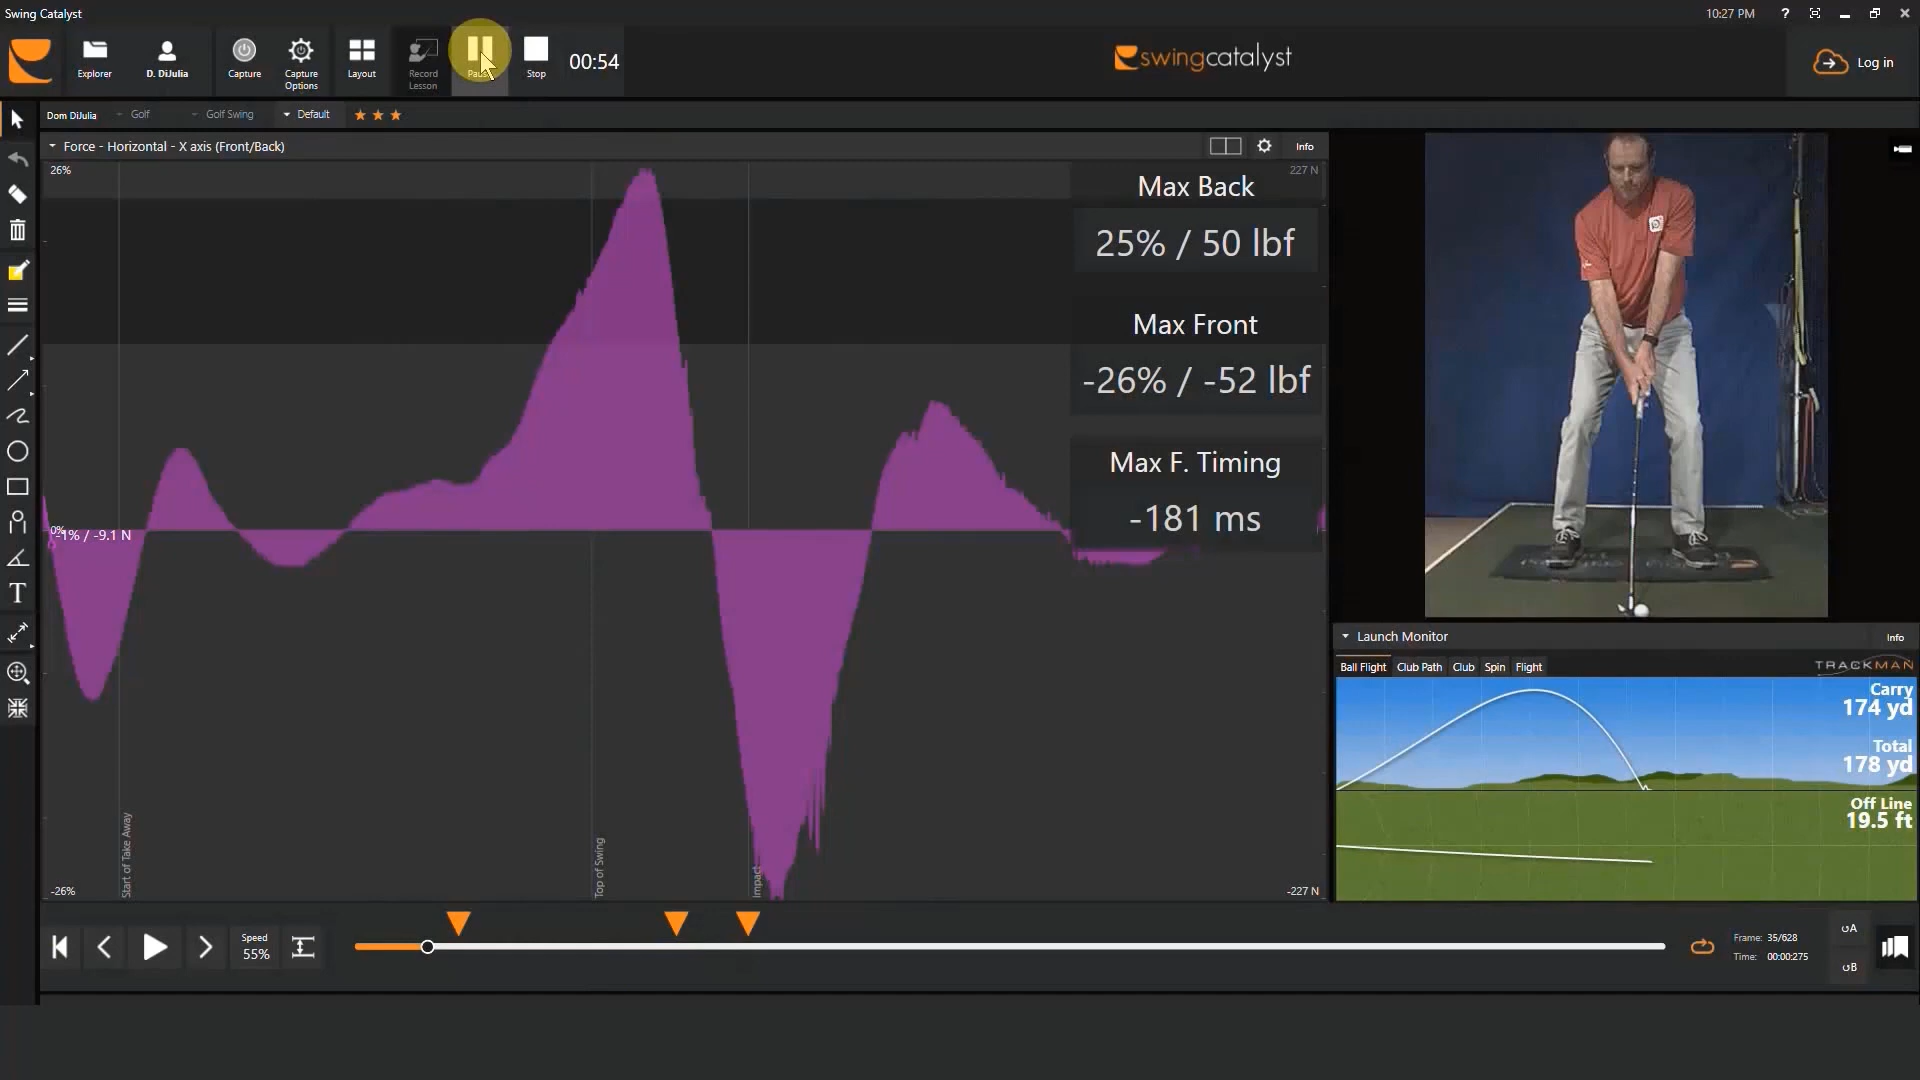 Swing Catalyst
10:27 PM
?
Explorer
D. DiJulia
Capture
Capture Options
Layout
Record Lesson
Stop
00:54
swingcatalyst
Log in
Dom DiJulia
Golf
Golf Swing
Default
Force - Horizontal - X axis (Front/Back)
Info
26%
227 N
Max Back
25% / 50 lbf
Max Front
-26% / -52 lbf
Max F. Timing
-181 ms
0%
-1% / -9.1 N
Start of Take Away
Top of Swing
Impact
-26%
-227 N
T
Launch Monitor
Info
Ball Flight
Club Path
Club
Spin
Flight
TRACKMAN
Carry
174 yd
Total
178 yd
Off Line
19.5 ft
Speed
55%
Frame: 35/628
Time: 00:00:275
A
B